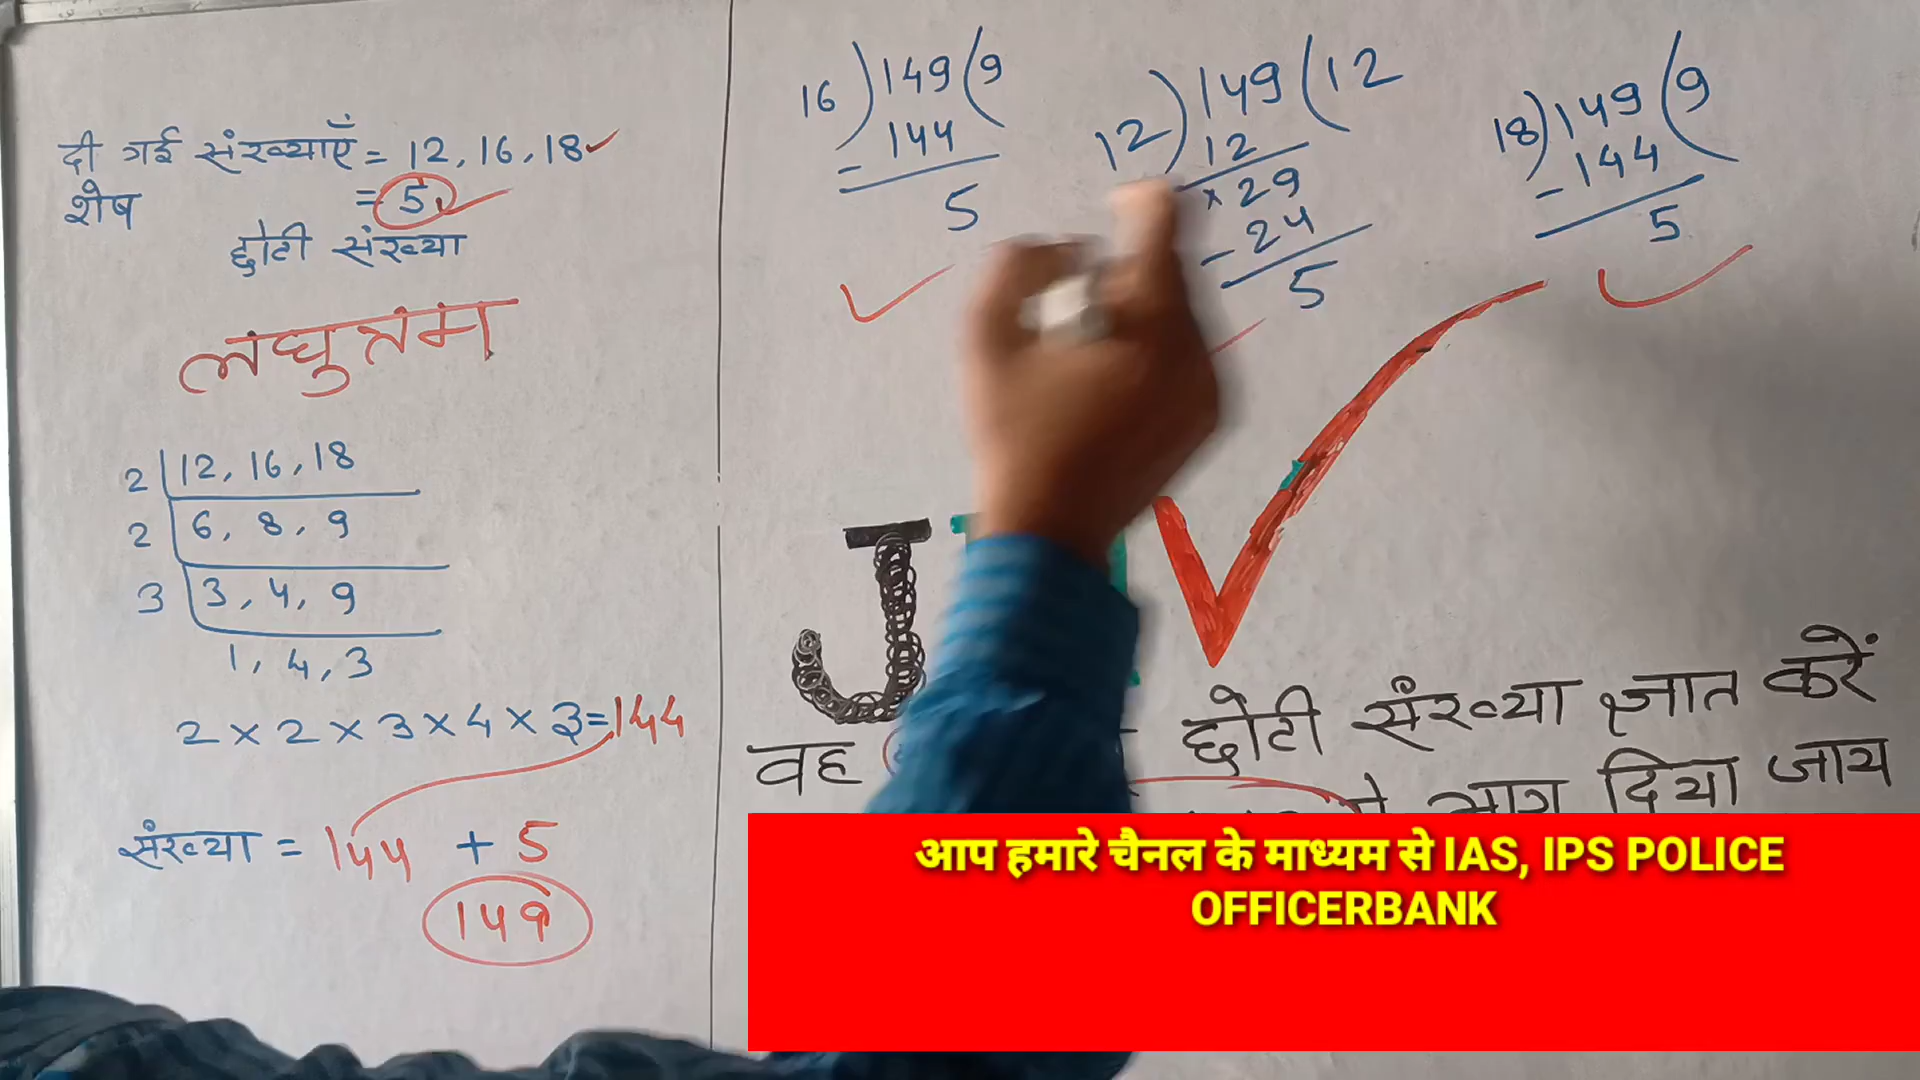 दी गई संख्याएँ = 12, 16, 18
शेष = 5
छोटी संख्या
लघुत्तम
2 | 12, 16, 18
2 | 6, 8, 9
3 | 3, 4, 9
1, 4, 3
2 × 2 × 3 × 4 × 3 = 144
संख्या = 144 + 5
149
16 ) 149 ( 9
- 144
5
12 ) 149 ( 12
12
× 29
- 24
5
18 ) 149 ( 9
- 144
5
J
वह छोटी संख्या ज्ञात करें
भाग दिया जाय
आप हमारे चैनल के माध्यम से IAS, IPS POLICE
OFFICERBANK